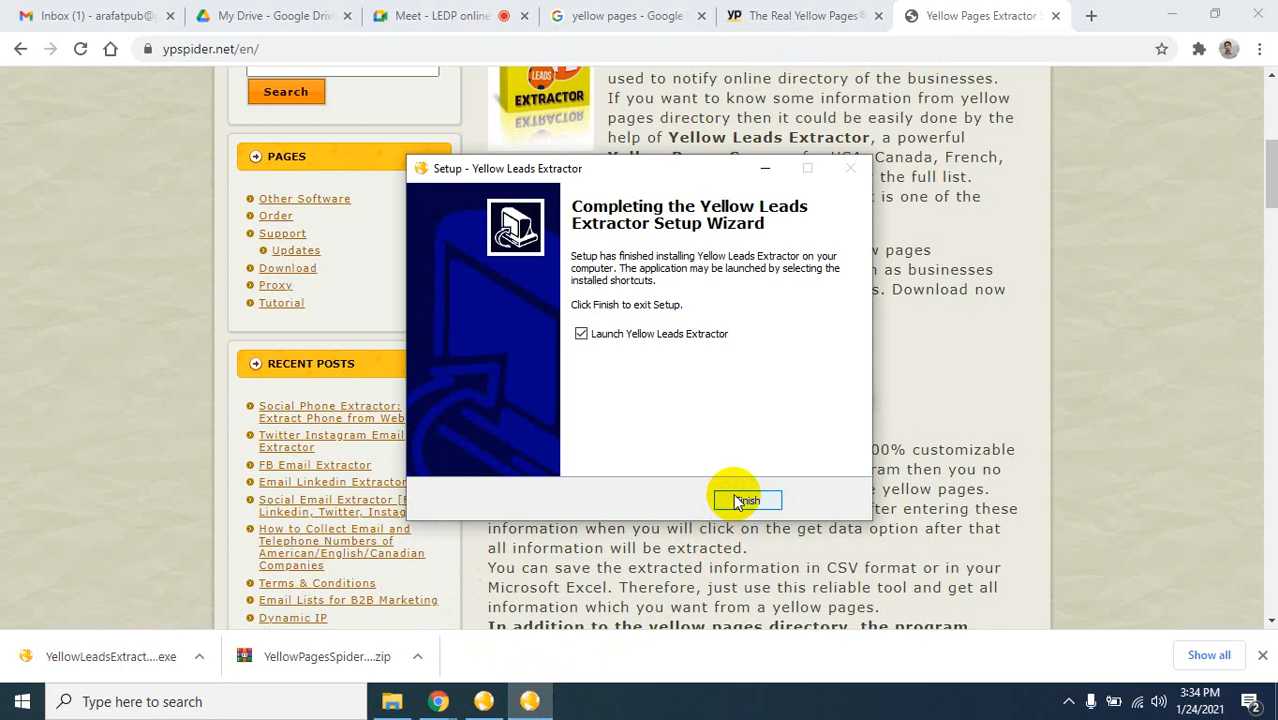 Inbox (1) - arafatpub@g
My Drive - Google Driv
Meet - LEDP online
yellow pages - Google
The Real Yellow Pages®
Yellow Pages Extractor S
ypspider.net/en/
Search
PAGES
Other Software
Order
Support
Updates
Download
Proxy
Tutorial
RECENT POSTS
Social Phone Extractor:
Extract Phone from Web
Twitter Instagram Email
Extractor
FB Email Extractor
Email Linkedin Extractor
Social Email Extractor [F
Linkedin, Twitter, Instag
How to Collect Email and
Telephone Numbers of
American/English/Canadian
Companies
Terms & Conditions
Email Lists for B2B Marketing
Dynamic IP
LEADS
EXTRACTOR
used to notify online directory of the businesses.
If you want to know some information from yellow
pages directory then it could be easily done by the
help of Yellow Leads Extractor, a powerful
Canada, French,
the full list.
t is one of the
w pages
h as businesses
s. Download now
00% customizable
ram then you no
e yellow pages.
fter entering these
information when you will click on the get data option after that
all information will be extracted.
You can save the extracted information in CSV format or in your
Microsoft Excel. Therefore, just use this reliable tool and get all
information which you want from a yellow pages.
In addition to the yellow pages directory, the program
Setup - Yellow Leads Extractor
Completing the Yellow Leads
Extractor Setup Wizard
Setup has finished installing Yellow Leads Extractor on your
computer. The application may be launched by selecting the
installed shortcuts.
Click Finish to exit Setup.
Launch Yellow Leads Extractor
Finish
YellowLeadsExtract....exe
YellowPagesSpider....zip
Show all
Type here to search
3:34 PM
1/24/2021
2